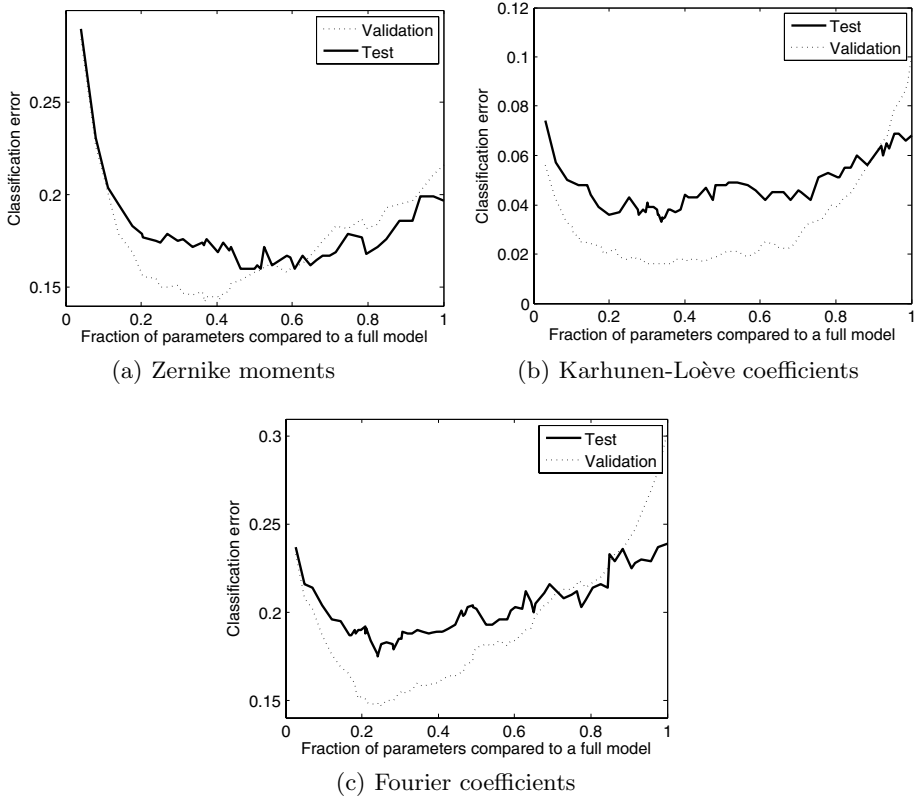 Validation
Test
Classification error
0.25
0.2
0.15
0 0.2 0.4 0.6 0.8 1
Fraction of parameters compared to a full model
(a) Zernike moments
0.12
Test
Validation
0.1
0.08
Classification error
0.06
0.04
0.02
0
0 0.2 0.4 0.6 0.8 1
Fraction of parameters compared to a full model
(b) Karhunen-Loève coefficients
0.3
Test
Validation
0.25
Classification error
0.2
0.15
0 0.2 0.4 0.6 0.8 1
Fraction of parameters compared to a full model
(c) Fourier coefficients